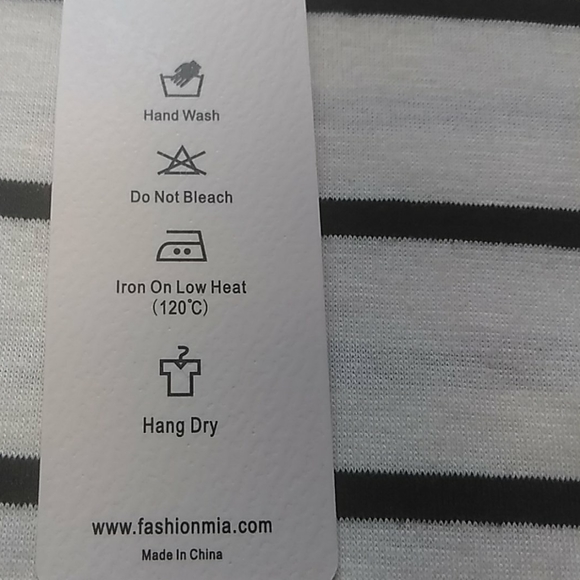 Hand Wash
Do Not Bleach
Iron On Low Heat
(120℃)
Hang Dry
www.fashionmia.com
Made In China